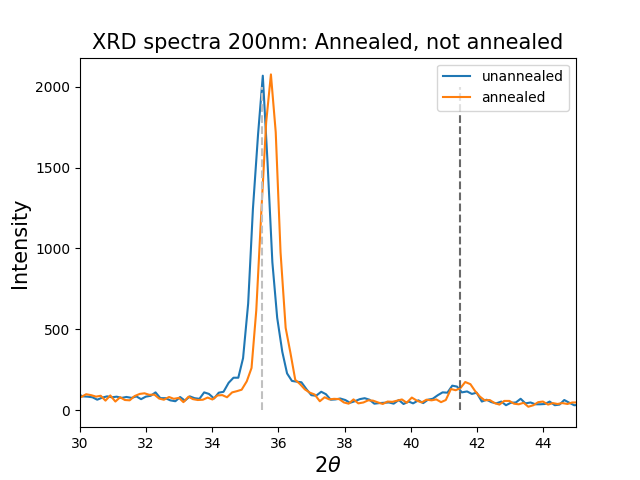 XRD spectra 200nm: Annealed, not annealed
unannealed
annealed
Intensity
2000
1500
1000
500
0
30 32 34 36 38 40 42 44
2θ